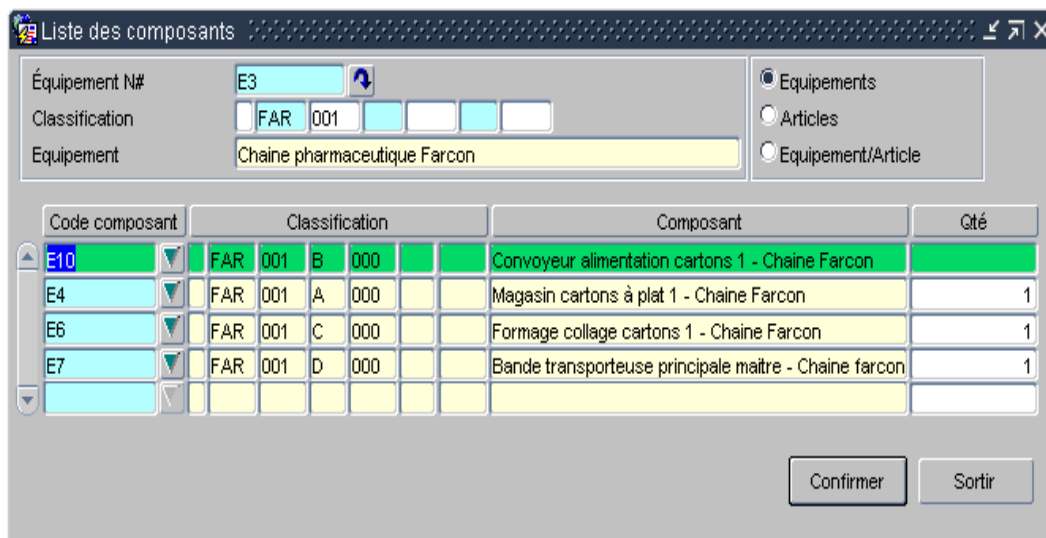 Liste des composants
Équipement N# E3 Equipements
Classification FAR 001 Articles
Equipement Chaine pharmaceutique Farcon Equipement/Article
Code composant Classification Composant Qté
E10 FAR 001 B 000 Convoyeur alimentation cartons 1 - Chaine Farcon
E4 FAR 001 A 000 Magasin cartons à plat 1 - Chaine Farcon 1
E6 FAR 001 C 000 Formage collage cartons 1 - Chaine Farcon 1
E7 FAR 001 D 000 Bande transporteuse principale maitre - Chaine farcon 1
Confirmer Sortir